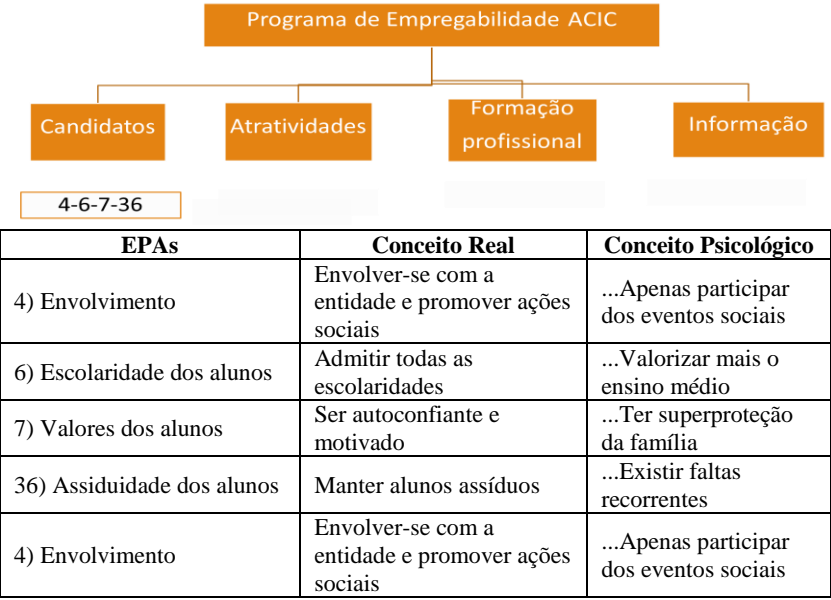 Programa de Empregabilidade ACIC
Candidatos
Atratividades
Formação
profissional
Informação
4-6-7-36
EPAs
Conceito Real
Conceito Psicológico
4) Envolvimento
Envolver-se com a
entidade e promover ações
sociais
...Apenas participar
dos eventos sociais
6) Escolaridade dos alunos
Admitir todas as
escolaridades
...Valorizar mais o
ensino médio
7) Valores dos alunos
Ser autoconfiante e
motivado
...Ter superproteção
da família
36) Assiduidade dos alunos
Manter alunos assíduos
...Existir faltas
recorrentes
4) Envolvimento
Envolver-se com a
entidade e promover ações
sociais
...Apenas participar
dos eventos sociais